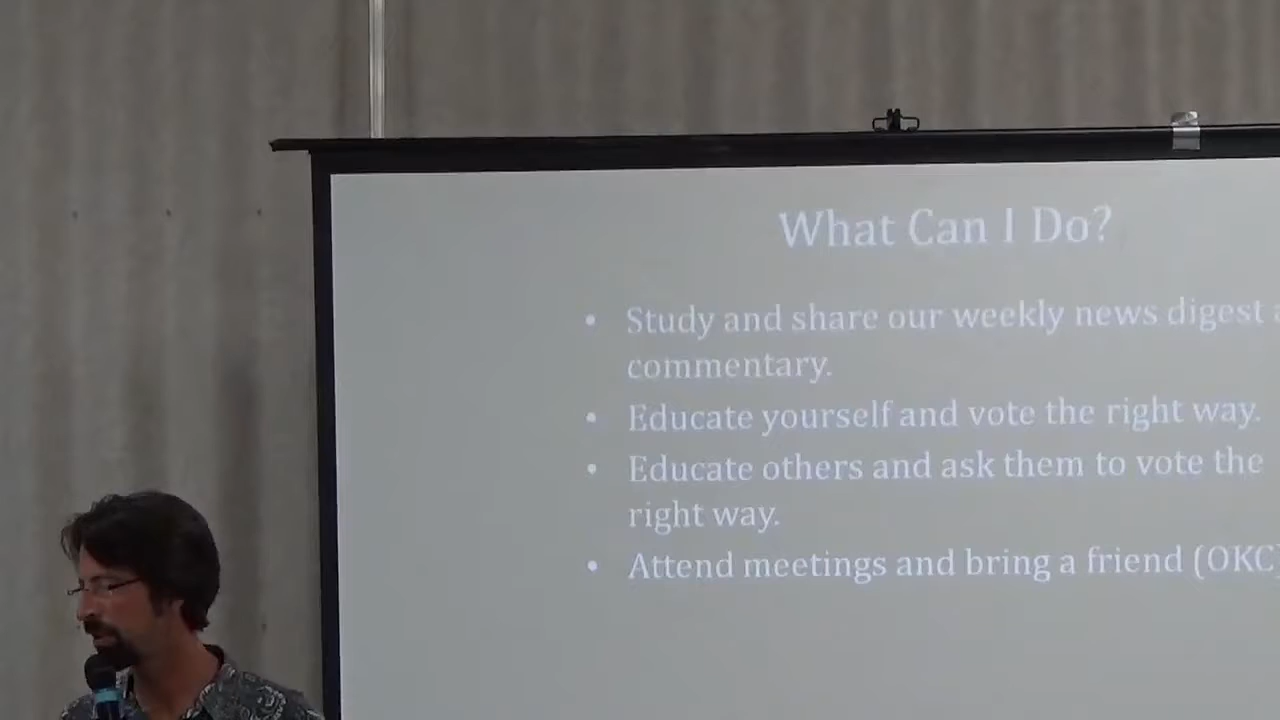 What Can I Do?
• Study and share our weekly news digest
commentary.
• Educate yourself and vote the right way.
• Educate others and ask them to vote the
right way.
• Attend meetings and bring a friend (OKC)